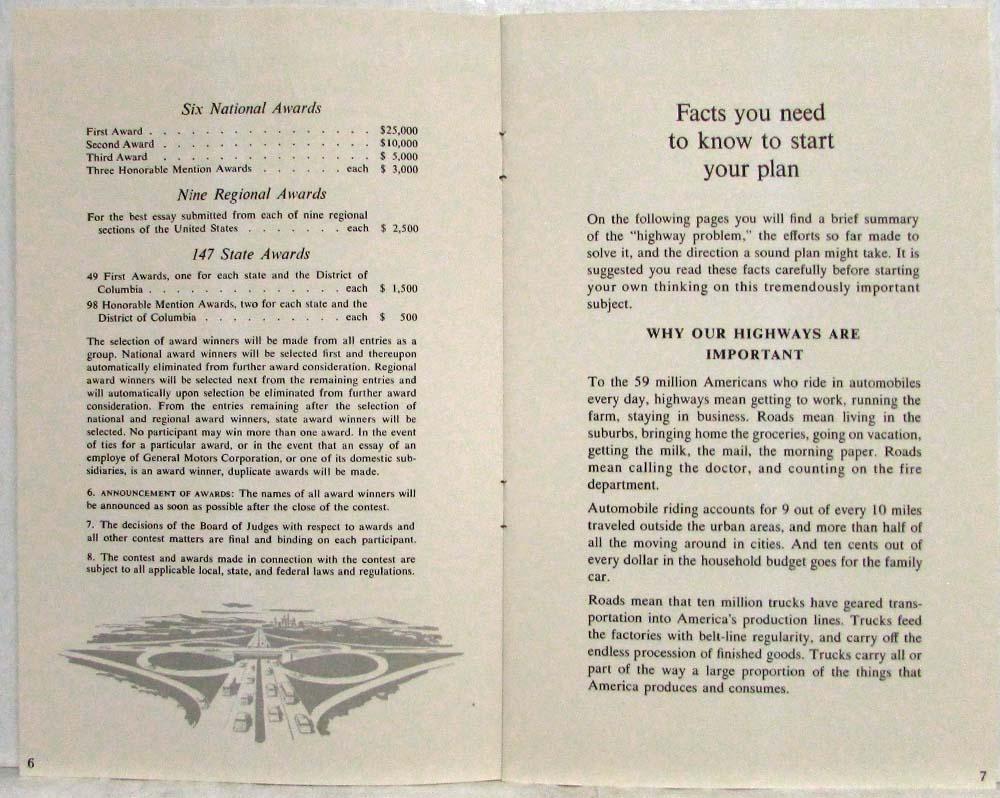 Six National Awards
First Award . . . . . . . . . . . . . . . . $25,000
Second Award . . . . . . . . . . . . . . . $10,000
Third Award . . . . . . . . . . . . . . . $ 5,000
Three Honorable Mention Awards . . . . . . each $ 3,000
Nine Regional Awards
For the best essay submitted from each of nine regional
sections of the United States . . . . . . . each $ 2,500
147 State Awards
49 First Awards, one for each state and the District of
Columbia . . . . . . . . . . . . . . each $ 1,500
98 Honorable Mention Awards, two for each state and the
District of Columbia . . . . . . . . . . each $ 500
The selection of award winners will be made from all entries as a
group. National award winners will be selected first and thereupon
automatically eliminated from further award consideration. Regional
award winners will be selected next from the remaining entries and
will automatically upon selection be eliminated from further award
consideration. From the entries remaining after the selection of
national and regional award winners, state award winners will be
selected. No participant may win more than one award. In the event
of ties for a particular award, or in the event that an essay of an
employe of General Motors Corporation, or one of its domestic sub-
sidiaries, is an award winner, duplicate awards will be made.
6. ANNOUNCEMENT OF AWARDS: The names of all award winners will
be announced as soon as possible after the close of the contest.
7. The decisions of the Board of Judges with respect to awards and
all other contest matters are final and binding on each participant.
8. The contest and awards made in connection with the contest are
subject to all applicable local, state, and federal laws and regulations.
6
Facts you need
to know to start
your plan
On the following pages you will find a brief summary
of the "highway problem," the efforts so far made to
solve it, and the direction a sound plan might take. It is
suggested you read these facts carefully before starting
your own thinking on this tremendously important
subject.
WHY OUR HIGHWAYS ARE
IMPORTANT
To the 59 million Americans who ride in automobiles
every day, highways mean getting to work, running the
farm, staying in business. Roads mean living in the
suburbs, bringing home the groceries, going on vacation,
getting the milk, the mail, the morning paper. Roads
mean calling the doctor, and counting on the fire
department.
Automobile riding accounts for 9 out of every 10 miles
traveled outside the urban areas, and more than half of
all the moving around in cities. And ten cents out of
every dollar in the household budget goes for the family
car.
Roads mean that ten million trucks have geared trans-
portation into America's production lines. Trucks feed
the factories with belt-line regularity, and carry off the
endless procession of finished goods. Trucks carry all or
part of the way a large proportion of the things that
America produces and consumes.
7